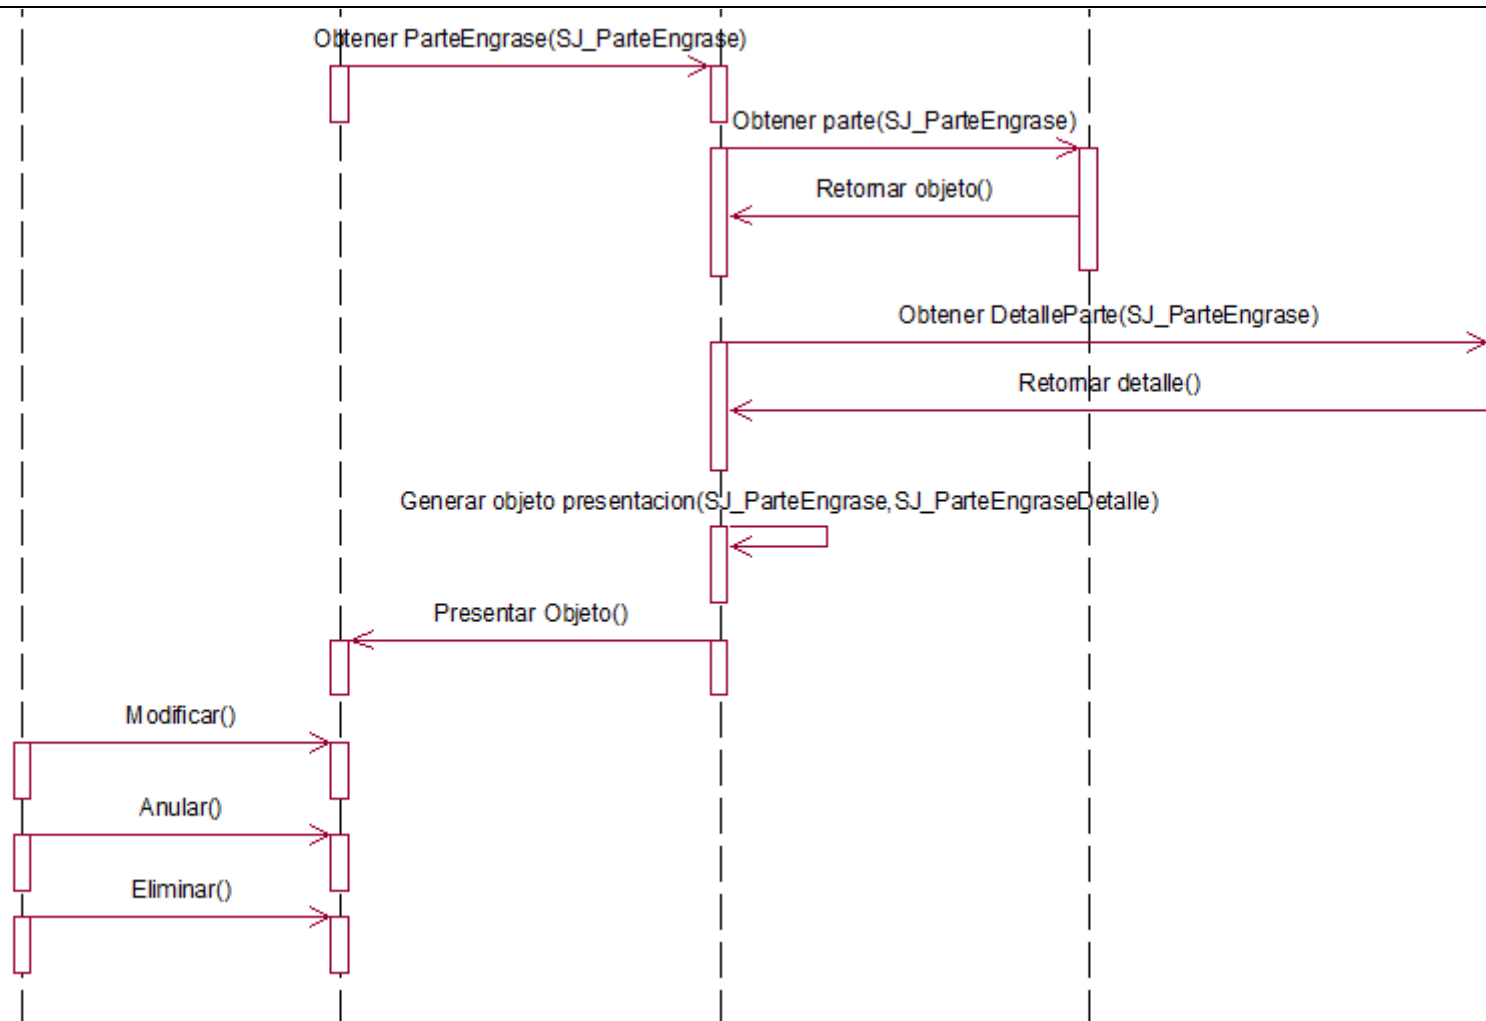 Obtener ParteEngrase(SJ_ParteEngrase)
Obtener parte(SJ_ParteEngrase)
Retornar objeto()
Obtener DetalleParte(SJ_ParteEngrase)
Retornar detalle()
Generar objeto presentacion(SJ_ParteEngrase,SJ_ParteEngraseDetalle)
Presentar Objeto()
Modificar()
Anular()
Eliminar()